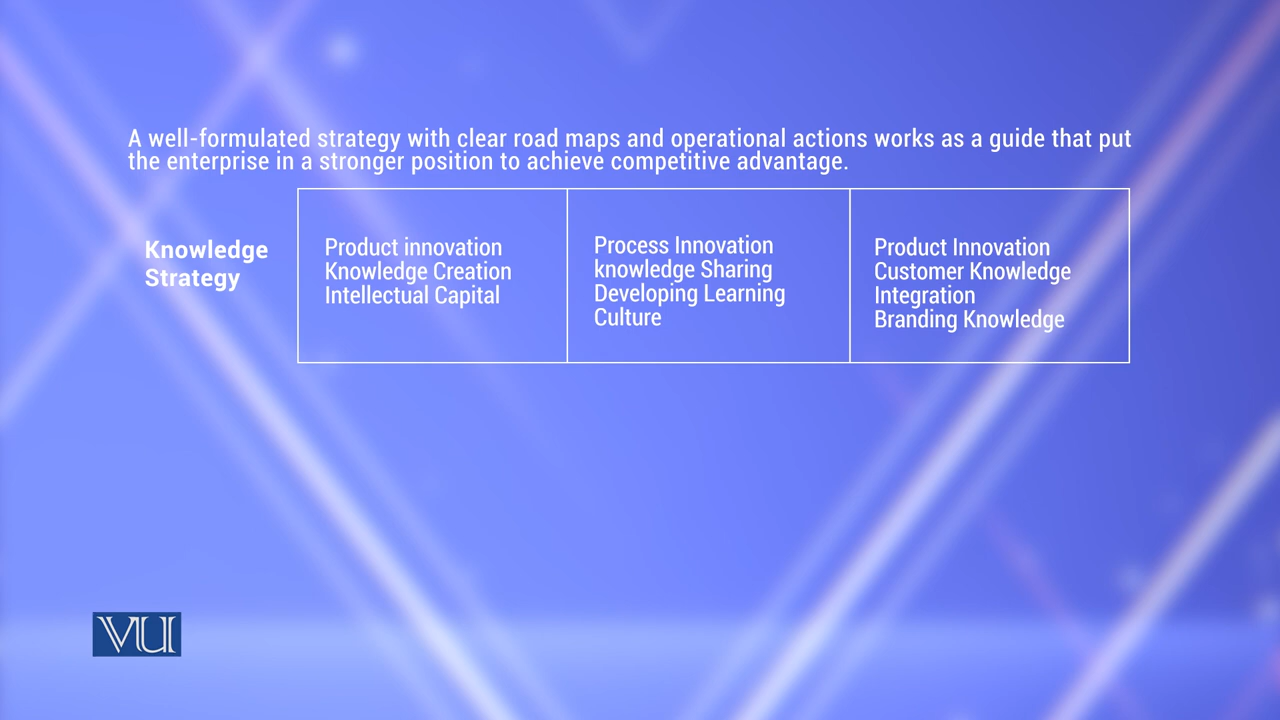 A well-formulated strategy with clear road maps and operational actions works as a guide that put
the enterprise in a stronger position to achieve competitive advantage.
Knowledge
Strategy
Product innovation
Knowledge Creation
Intellectual Capital
Process Innovation
knowledge Sharing
Developing Learning
Culture
Product Innovation
Customer Knowledge
Integration
Branding Knowledge
VU